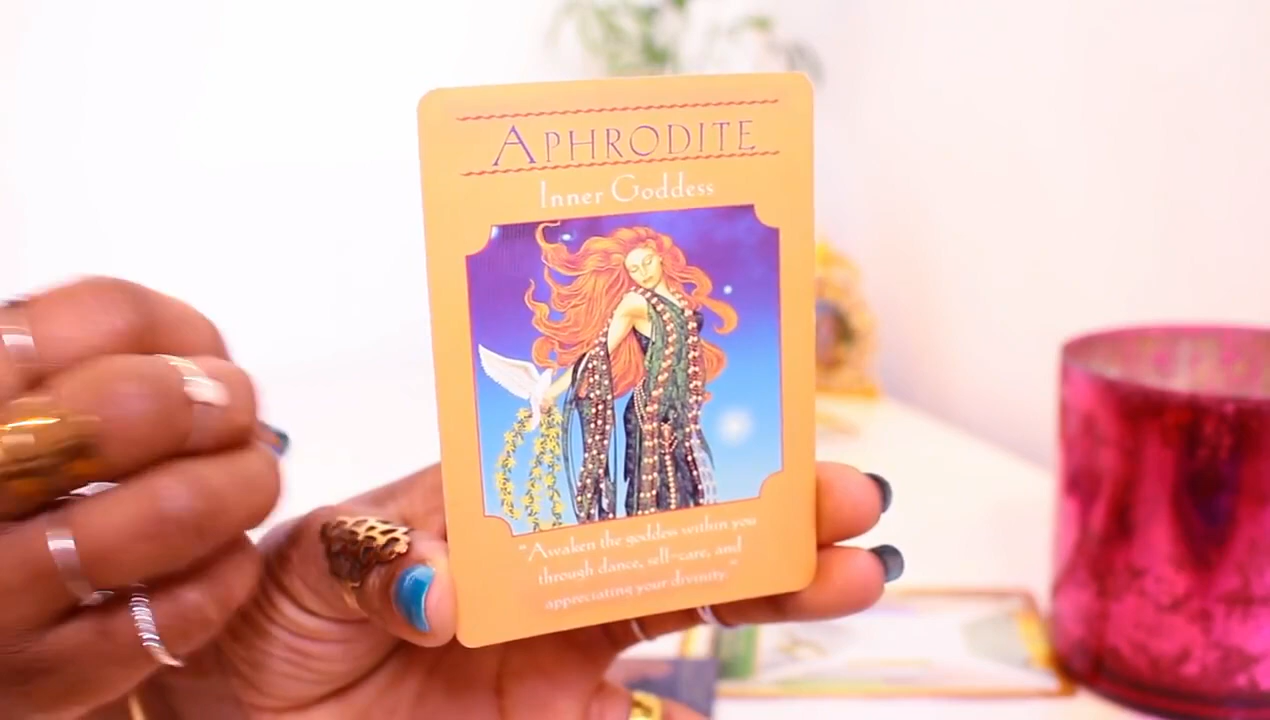 APHRODITE
Inner Goddess
"Awaken the goddess within you
through dance, self-care, and
appreciating your divinity."